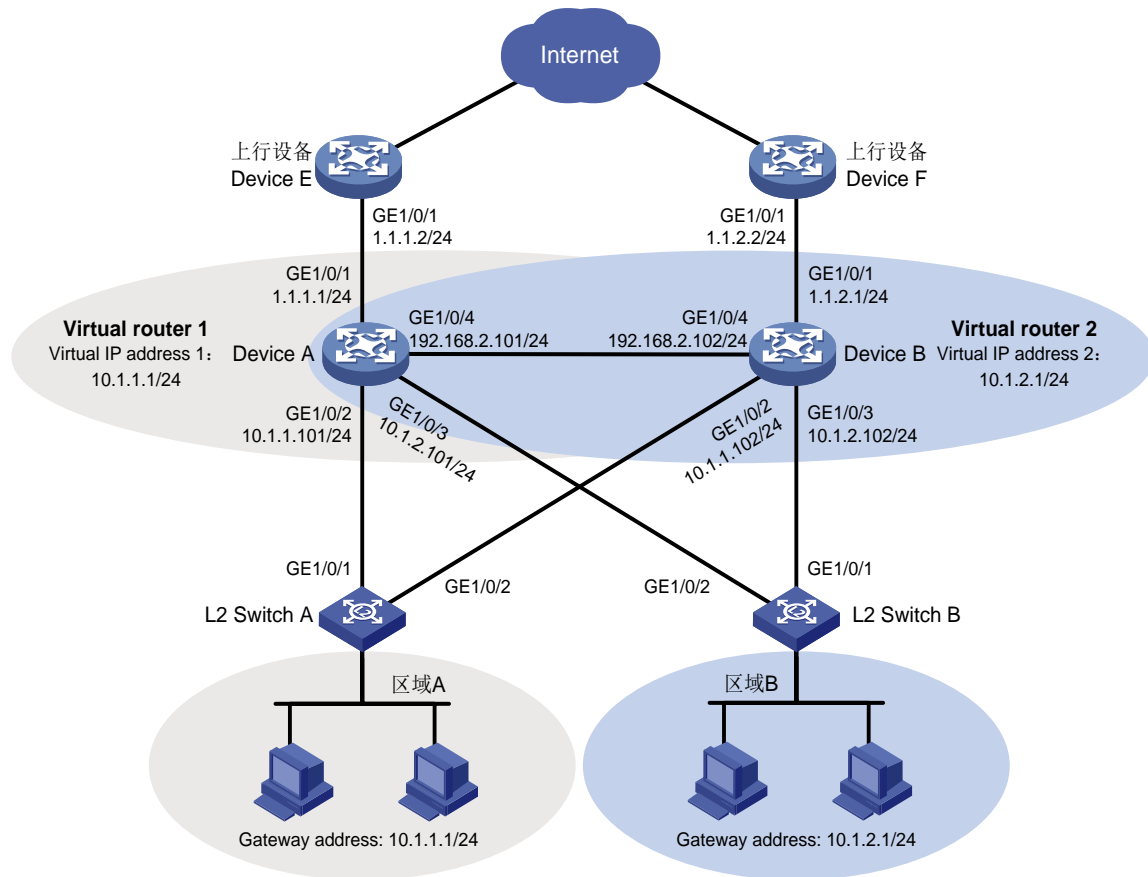 Internet
上行设备
Device E
上行设备
Device F
GE1/0/1
1.1.1.2/24
GE1/0/1
1.1.2.2/24
GE1/0/1
1.1.1.1/24
GE1/0/1
1.1.2.1/24
Virtual router 1
Virtual IP address 1：
10.1.1.1/24
Device A
GE1/0/4
192.168.2.101/24
GE1/0/4
192.168.2.102/24
Device B
Virtual router 2
Virtual IP address 2：
10.1.2.1/24
GE1/0/2
10.1.1.101/24
GE1/0/3
10.1.2.101/24
GE1/0/2
10.1.1.102/24
GE1/0/3
10.1.2.102/24
GE1/0/1
GE1/0/2
GE1/0/2
GE1/0/1
L2 Switch A
L2 Switch B
区域A
区域B
Gateway address: 10.1.1.1/24
Gateway address: 10.1.2.1/24